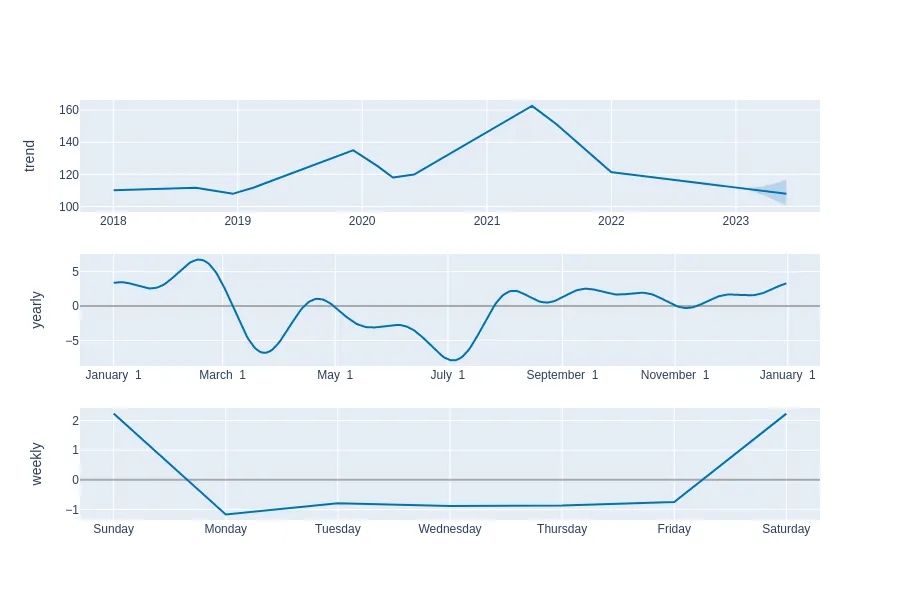 trend
160
140
120
100
2018 2019 2020 2021 2022 2023
yearly
5
0
−5
January 1 March 1 May 1 July 1 September 1 November 1 January 1
weekly
2
1
0
−1
Sunday Monday Tuesday Wednesday Thursday Friday Saturday